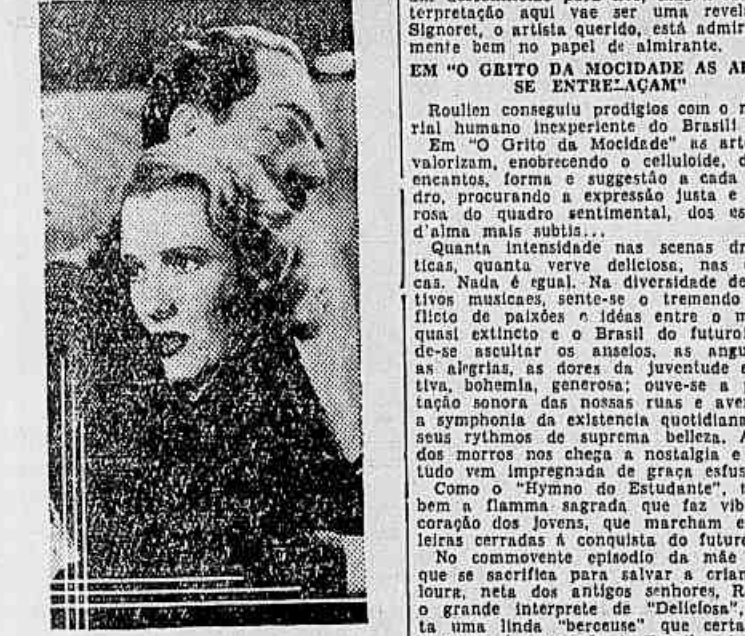 terpretação aqui vae ser uma revel
Signoret, o artista querido, está admir
mente bem no papel de almirante.
EM "O GRITO DA MOCIDADE AS A
SE ENTRELAÇAM"
Roulien conseguiu prodigios com o
rial humano inexperiente do Brasil!
Em "O Grito da Mocidade" as art
valorizam, enobrecendo o celluloide, d
encantos, forma e suggestão a cada
dro, procurando a expressão justa e
rosa do quadro sentimental, dos es
d'alma mais subtis...
Quanta intensidade nas scenas dr
ticas, quanta verve deliciosa, nas
cas. Nada é egual. Na diversidade de
tivos musicaes, sente-se o tremendo
flicto de paixões e idéas entre o m
quasi extincto e o Brasil do futuro!
de-se ascultar os anseios, as angu
as alegrias, as dores da juventude e
tiva, bohemia, generosa; ouve-se a
tação sonora das nossas ruas e ave
a symphonia da existencia quotidiana
seus rythmos de suprema belleza. A
dos morros nos chega a nostalgia e
tudo vem impregnada de graça esfus
Como o "Hymno do Estudante",
bem a flamma sagrada que faz vib
coração dos jovens, que marcham e
leiras cerradas á conquista do future
No commovente episodio da mãe
que se sacrifica para salvar a crian
loura, neta dos antigos senhores, R
o grande interprete de "Deliciosa",
ta uma linda "berceuse" que certa